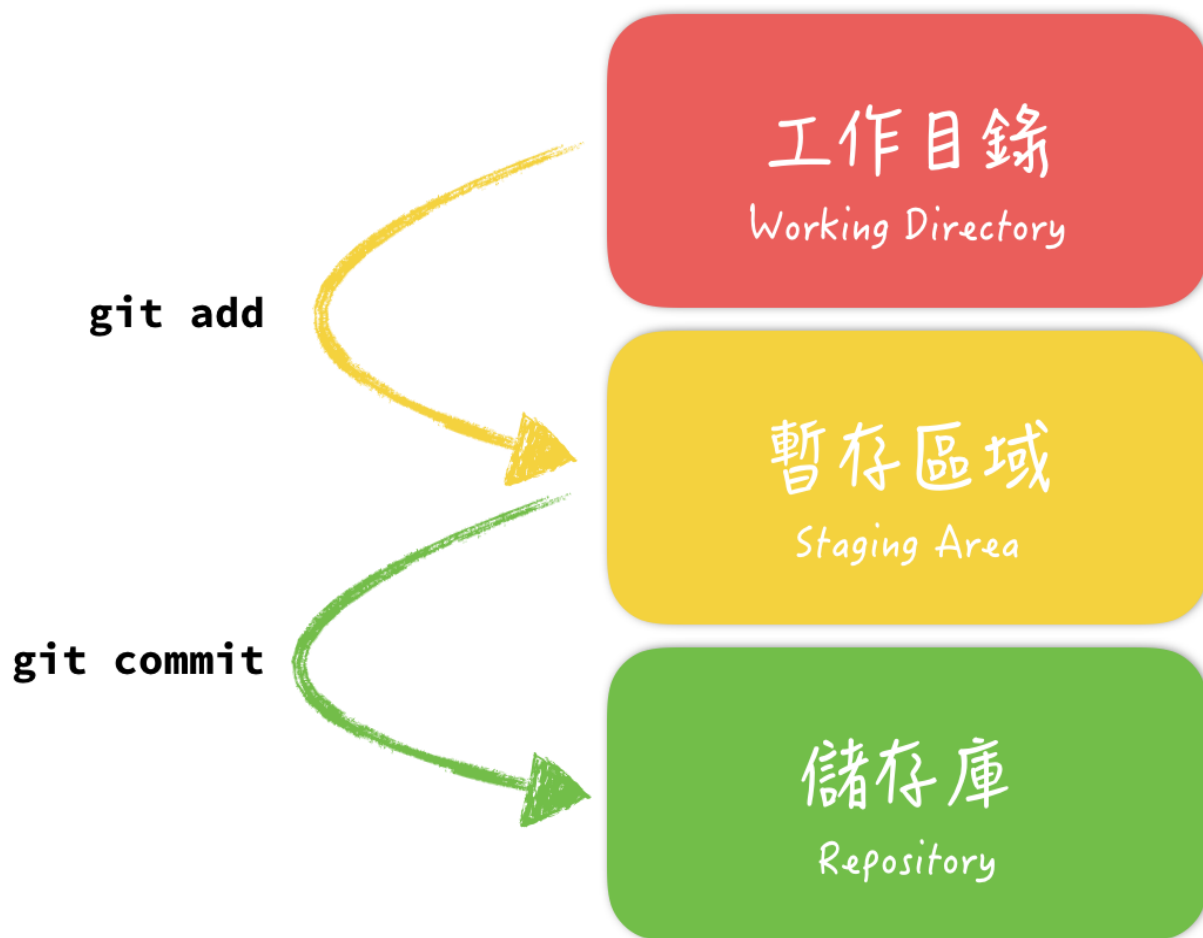 工作目錄
Working Directory
git add
暫存區域
Staging Area
git commit
儲存庫
Repository